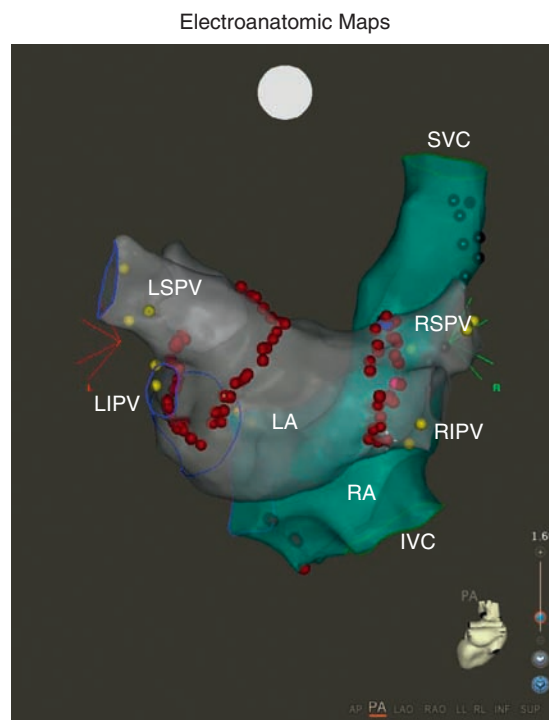 Electroanatomic Maps
SVC
LSPV
RSPV
LIPV
LA
RIPV
RA
IVC
L
R
1.6
PA
AP PA LAO RAO LL RL INF SUP